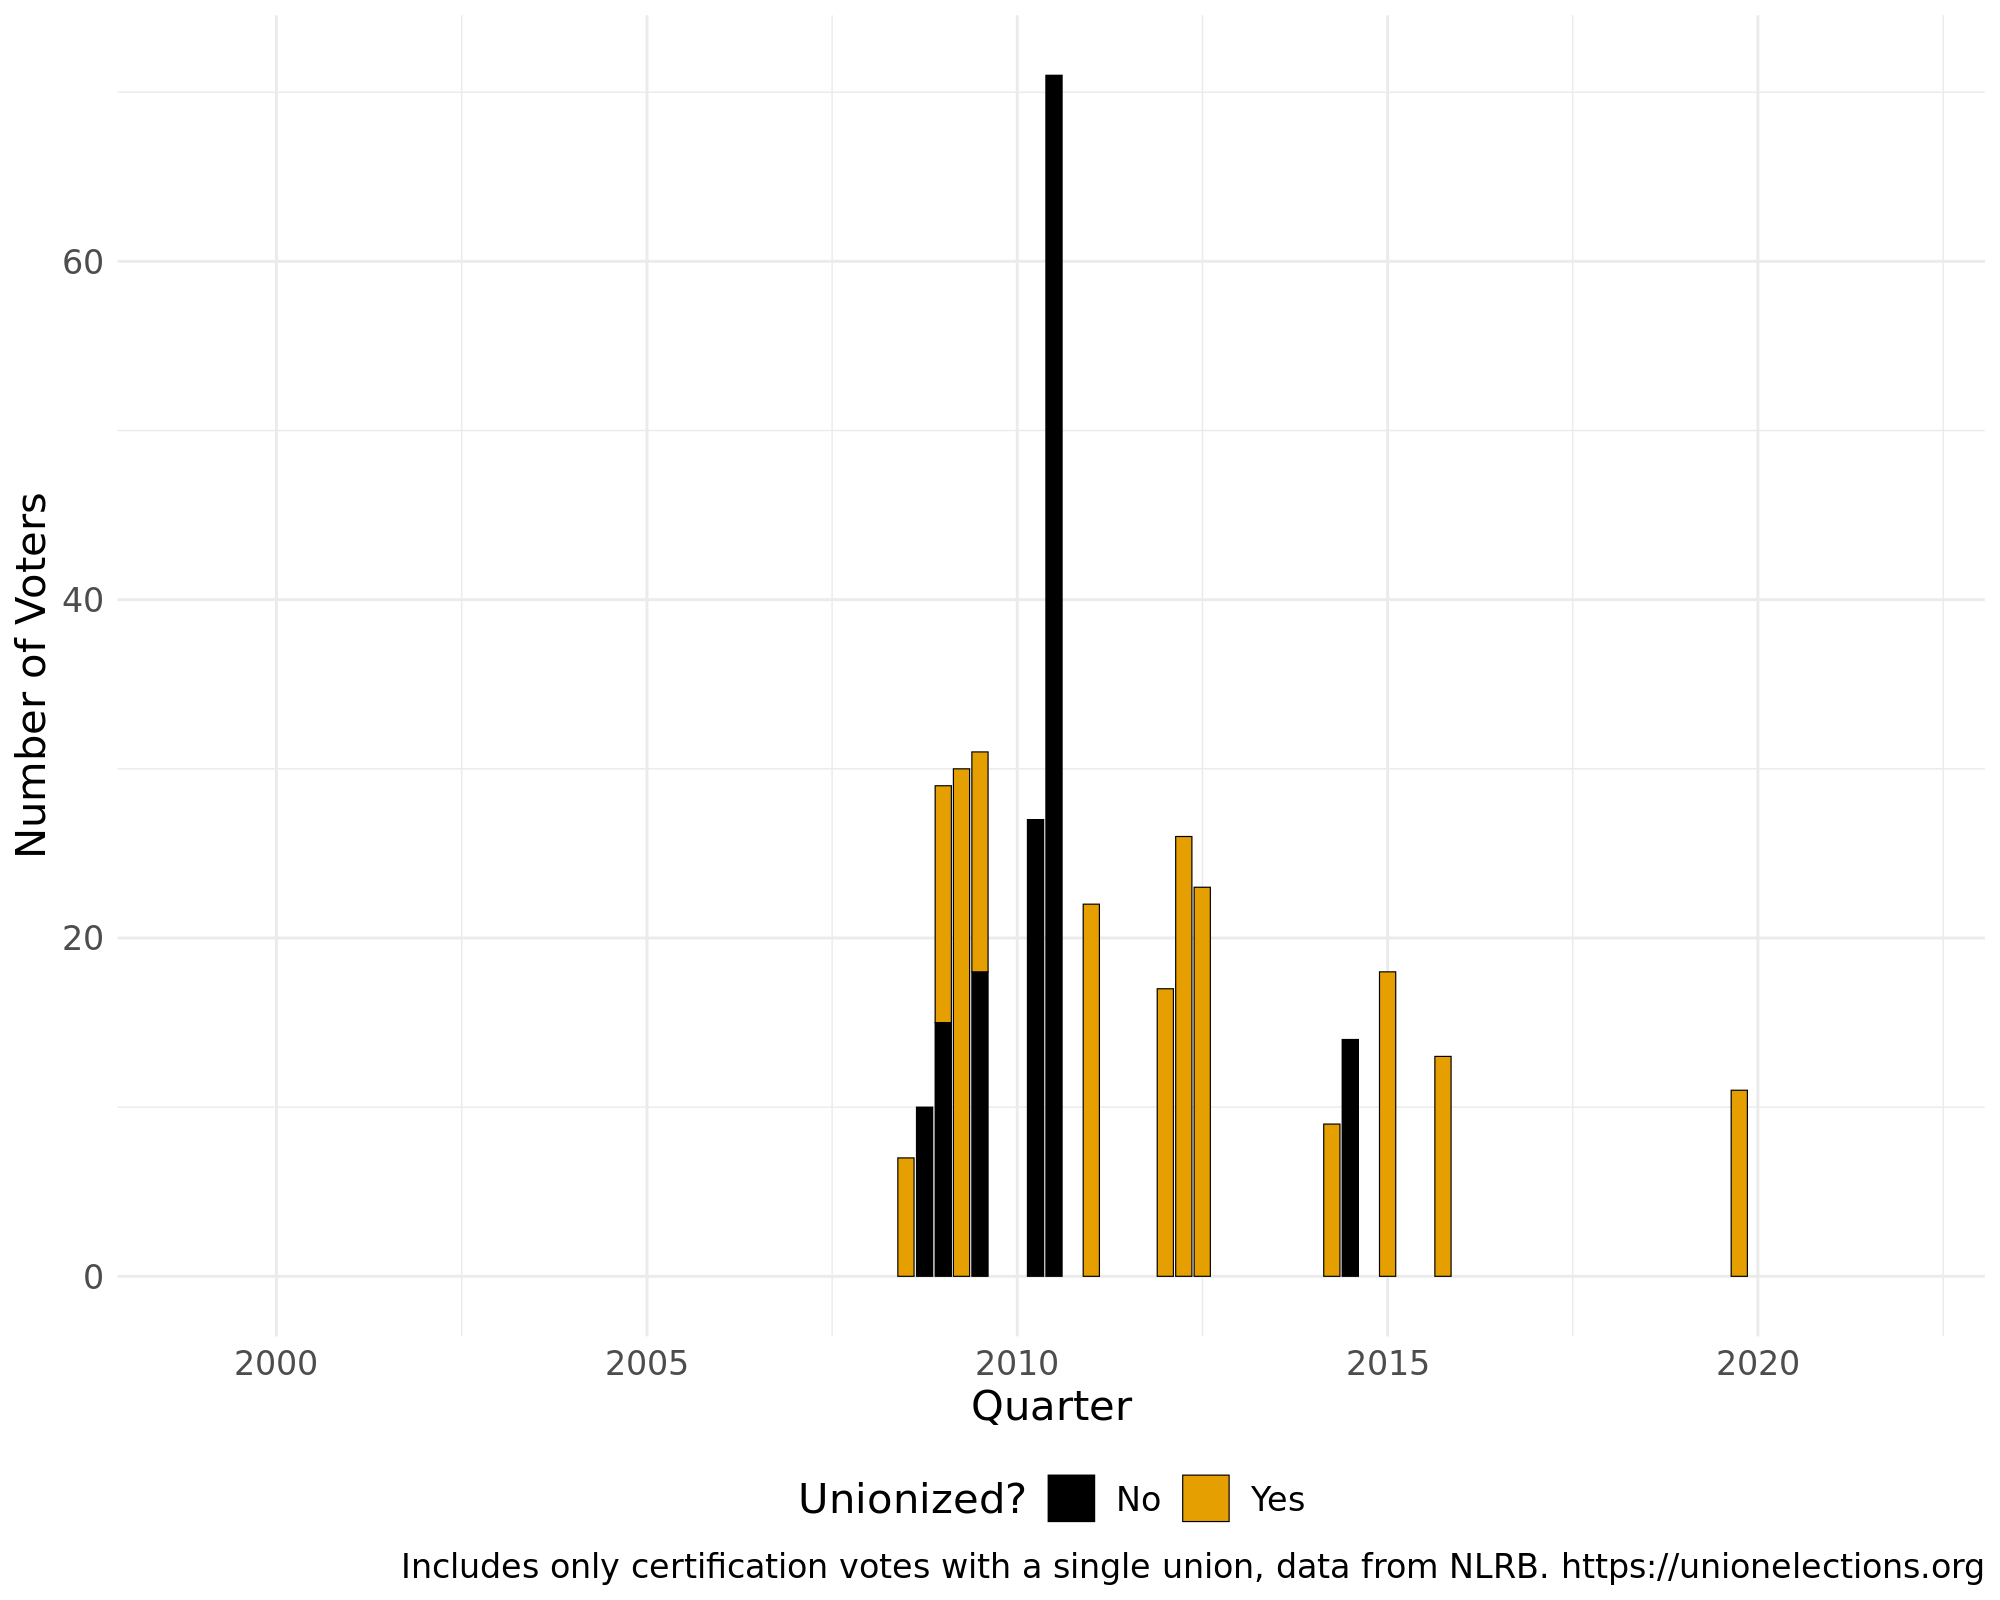 60
40
20
0
Number of Voters
2000 2005 2010 2015 2020
Quarter
Unionized? No Yes
Includes only certification votes with a single union, data from NLRB. https://unionelections.org